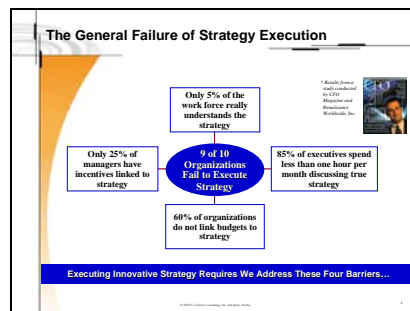 The General Failure of Strategy Execution
Only 5% of the
work force really
understands the
strategy
* Results from a
study conducted
by CFO
Magazine and
Renaissance
Worldwide, Inc.
CFO
Only 25% of
managers have
incentives linked to
strategy
9 of 10
Organizations
Fail to Execute
Strategy
85% of executives spend
less than one hour per
month discussing true
strategy
60% of organizations
do not link budgets to
strategy
Executing Innovative Strategy Requires We Address These Four Barriers…